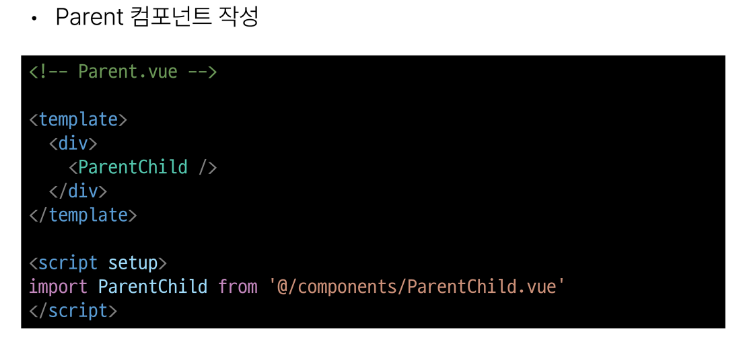 • Parent 컴포넌트 작성
<!-- Parent.vue -->
<template>
  <div>
    <ParentChild />
  </div>
</template>
<script setup>
import ParentChild from '@/components/ParentChild.vue'
</script>